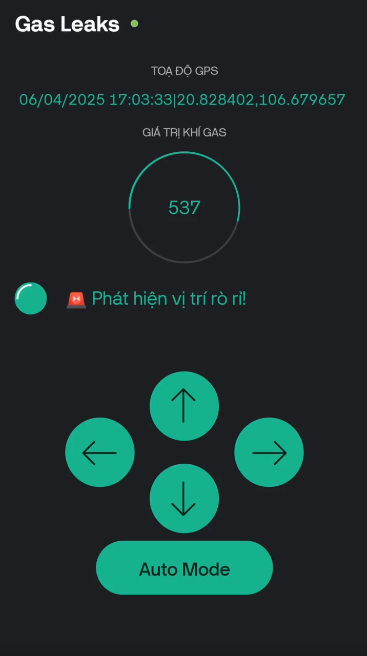 Gas Leaks
TOẠ ĐỘ GPS
06/04/2025 17:03:33|20.828402,106.679657
GIÁ TRỊ KHÍ GAS
537
🚨 Phát hiện vị trí rò rỉ!
Auto Mode